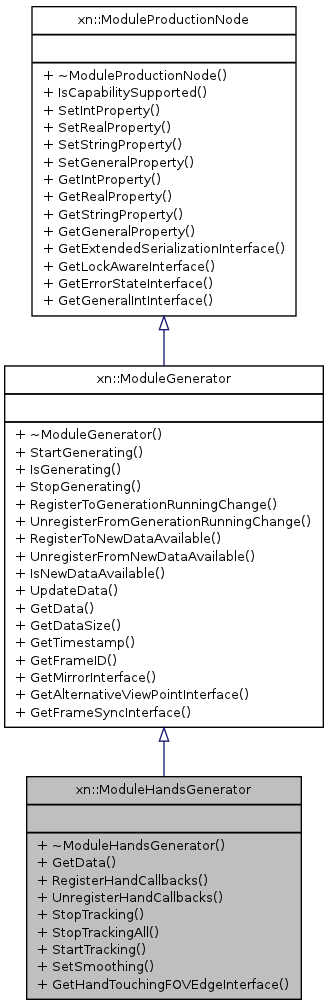 xn::ModuleProductionNode
+ ~ModuleProductionNode()
+ IsCapabilitySupported()
+ SetIntProperty()
+ SetRealProperty()
+ SetStringProperty()
+ SetGeneralProperty()
+ GetIntProperty()
+ GetRealProperty()
+ GetStringProperty()
+ GetGeneralProperty()
+ GetExtendedSerializationInterface()
+ GetLockAwareInterface()
+ GetErrorStateInterface()
+ GetGeneralIntInterface()
xn::ModuleGenerator
+ ~ModuleGenerator()
+ StartGenerating()
+ IsGenerating()
+ StopGenerating()
+ RegisterToGenerationRunningChange()
+ UnregisterFromGenerationRunningChange()
+ RegisterToNewDataAvailable()
+ UnregisterFromNewDataAvailable()
+ IsNewDataAvailable()
+ UpdateData()
+ GetData()
+ GetDataSize()
+ GetTimestamp()
+ GetFrameID()
+ GetMirrorInterface()
+ GetAlternativeViewPointInterface()
+ GetFrameSyncInterface()
xn::ModuleHandsGenerator
+ ~ModuleHandsGenerator()
+ GetData()
+ RegisterHandCallbacks()
+ UnregisterHandCallbacks()
+ StopTracking()
+ StopTrackingAll()
+ StartTracking()
+ SetSmoothing()
+ GetHandTouchingFOVEdgeInterface()